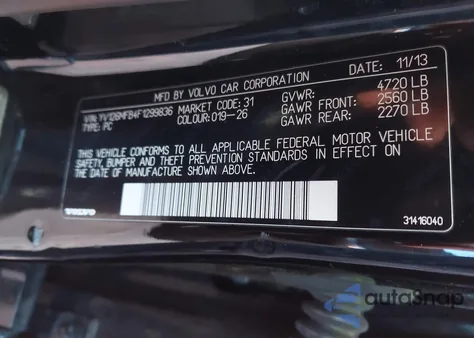 MFD BY VOLVO CAR CORPORATION DATE: 11/13
VIN: YV126MFB4F1299836 MARKET CODE: 31 GVWR: 4720 LB
TYPE: PC COLOUR: 019-26 GAWR FRONT: 2560 LB
GAWR REAR: 2270 LB
THIS VEHICLE CONFORMS TO ALL APPLICABLE FEDERAL MOTOR VEHICLE
SAFETY, BUMPER AND THEFT PREVENTION STANDARDS IN EFFECT ON
THE DATE OF MANUFACTURE SHOWN ABOVE.
VOLVO 31416040
autoSnap